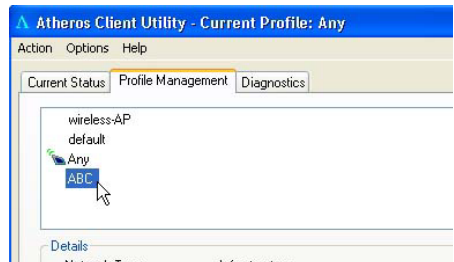 Atheros Client Utility - Current Profile: Any
Action Options Help
Current Status Profile Management Diagnostics
wireless-AP
default
Any
ABC
Details